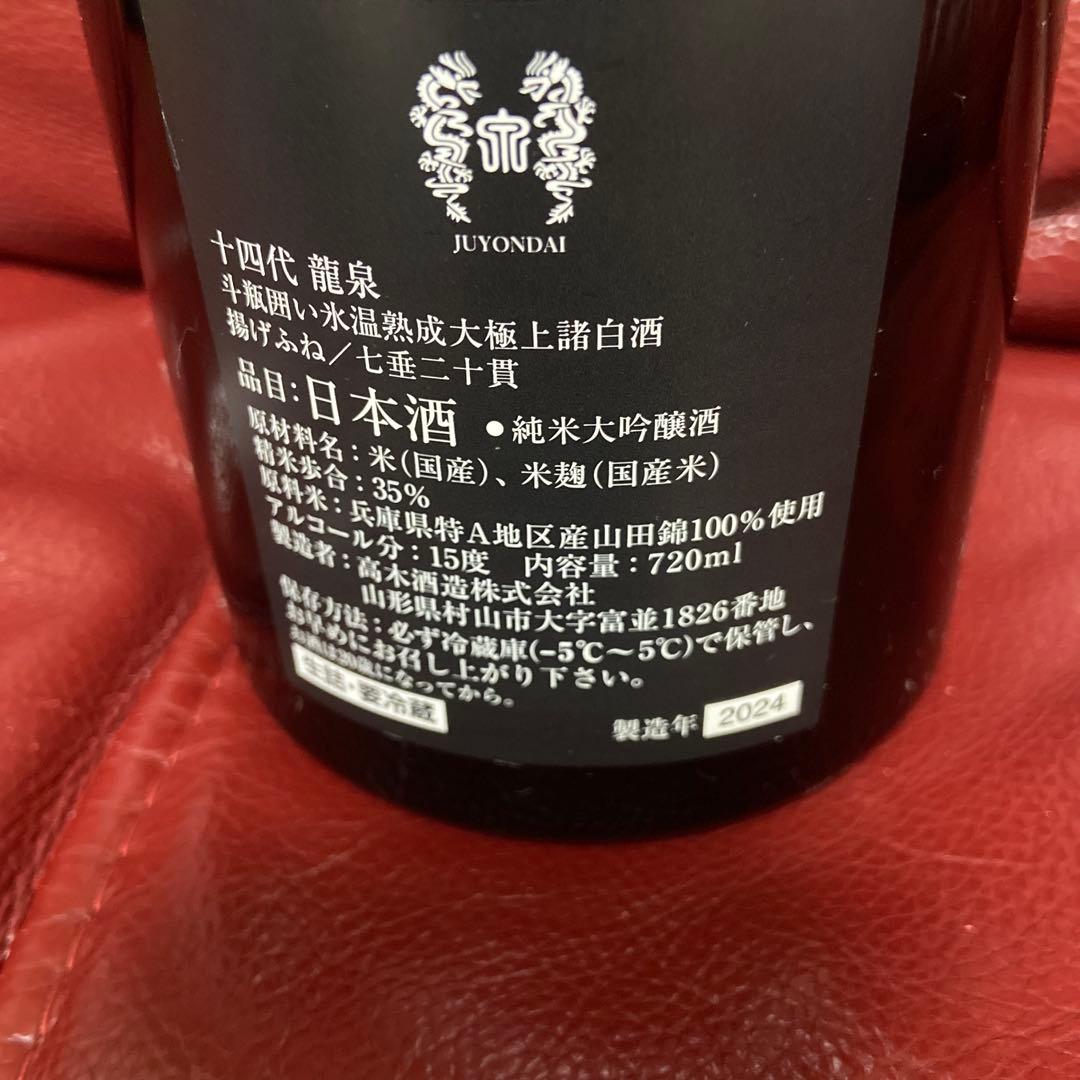 泉
JUYONDAI
十四代 龍泉
斗瓶囲い氷温熟成大極上諸白酒
揚げふね/七垂二十貫
品目:日本酒 ●純米大吟醸酒
原材料名:米(国産)、米麹(国産米)
精米歩合:35%
原料米:兵庫県特A地区産山田錦100%使用
アルコール分:15度 内容量:720ml
製造者:高木酒造株式会社
山形県村山市大字富並1826番地
保存方法:必ず冷蔵庫(-5℃~5℃)で保管し、
お早めにお召し上がり下さい。
お酒は20歳になってから。
生詰・要冷蔵
製造年 2024